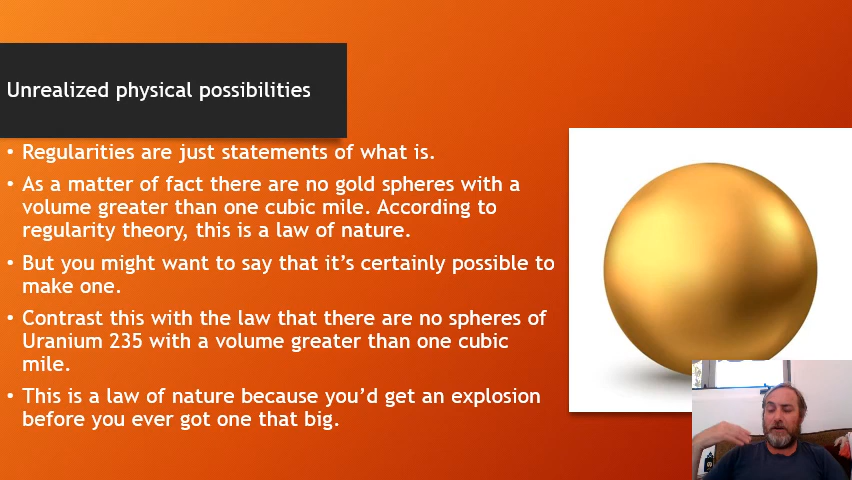 Unrealized physical possibilities
• Regularities are just statements of what is.
• As a matter of fact there are no gold spheres with a
volume greater than one cubic mile. According to
regularity theory, this is a law of nature.
• But you might want to say that it's certainly possible to
make one.
• Contrast this with the law that there are no spheres of
Uranium 235 with a volume greater than one cubic
mile.
• This is a law of nature because you'd get an explosion
before you ever got one that big.